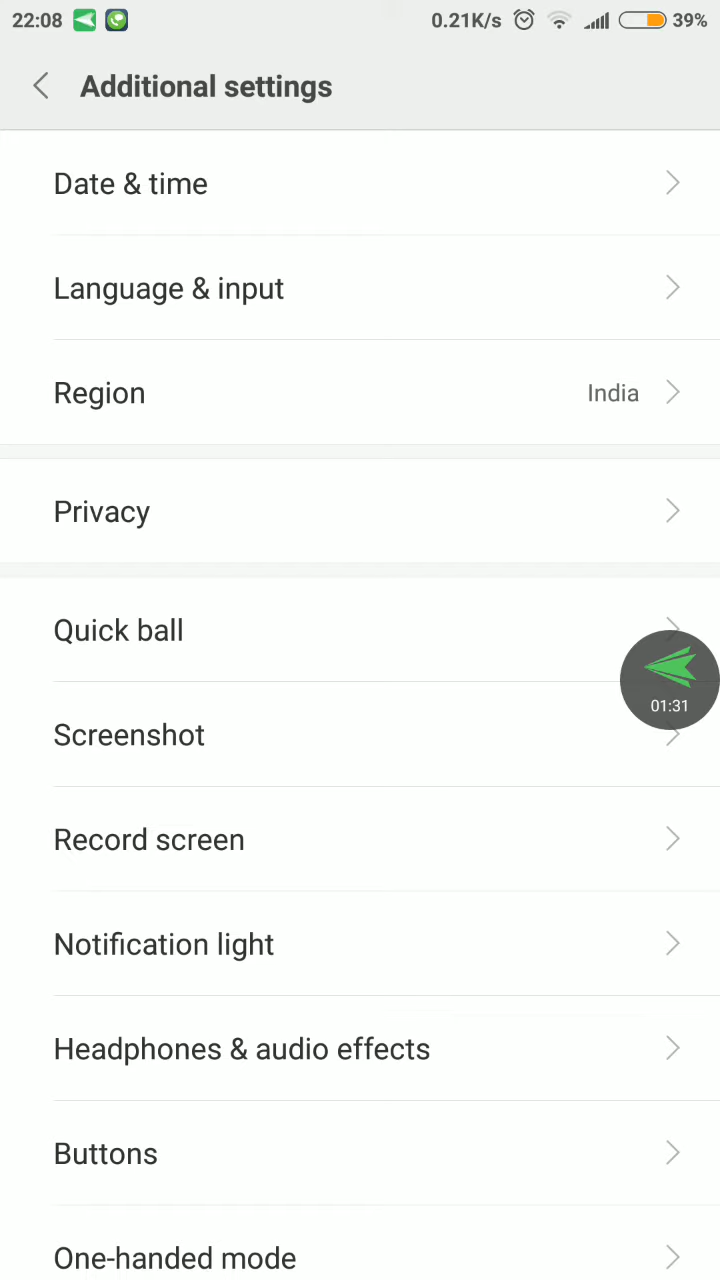 22:08 0.21K/s 39%
Additional settings
Date & time
Language & input
Region India
Privacy
Quick ball
01:31
Screenshot
Record screen
Notification light
Headphones & audio effects
Buttons
One-handed mode